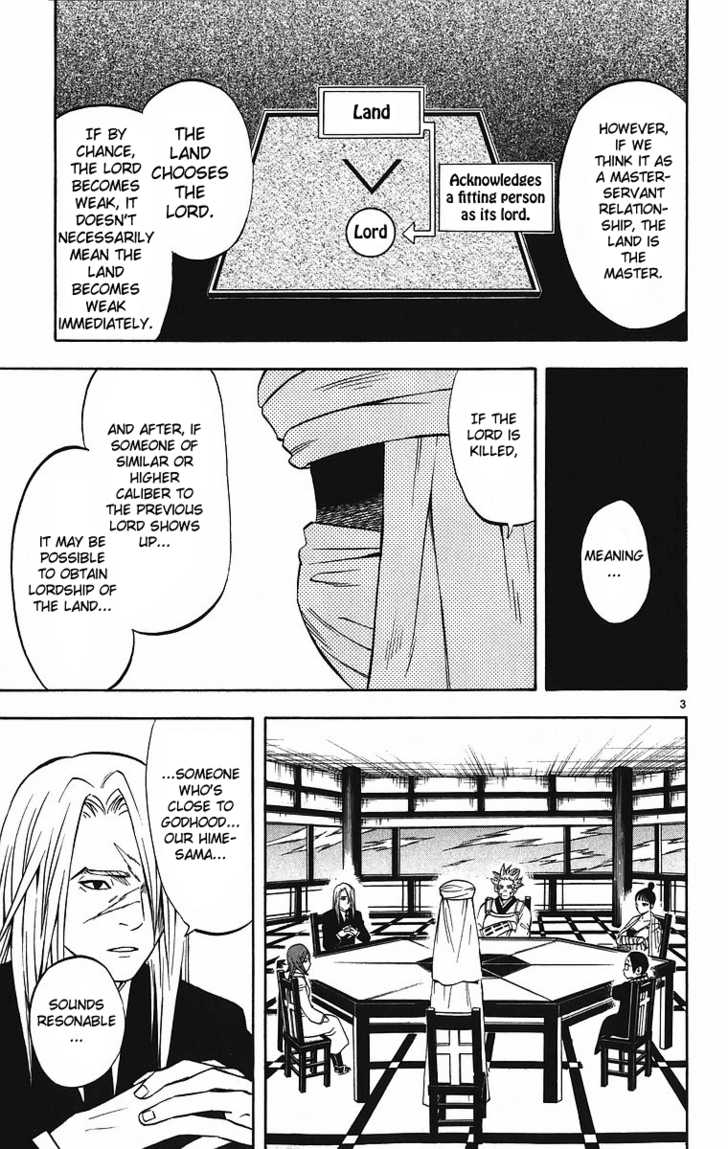 HOWEVER,
IF WE
THINK IT AS
A MASTER-
SERVANT
RELATION-
SHIP, THE
LAND IS
THE
MASTER.
Land
Acknowledges
a fitting person
as its lord.
Lord
THE
LAND
CHOOSES
THE
LORD.
IF BY
CHANCE,
THE LORD
BECOMES
WEAK, IT
DOESN'T
NECESSARILY
MEAN THE
LAND
BECOMES
WEAK
IMMEDIATELY.
MEANING
...
IF THE
LORD IS
KILLED,
AND AFTER, IF
SOMEONE OF
SIMILAR OR
HIGHER
CALIBER TO
THE
PREVIOUS
LORD SHOWS
UP...
IT MAY BE
POSSIBLE
TO OBTAIN
LORDSHIP OF
THE LAND...
3
...SOMEONE
WHO'S
CLOSE TO
GODHOOD...
OUR HIME-
SAMA...
SOUNDS
RESONABLE
...